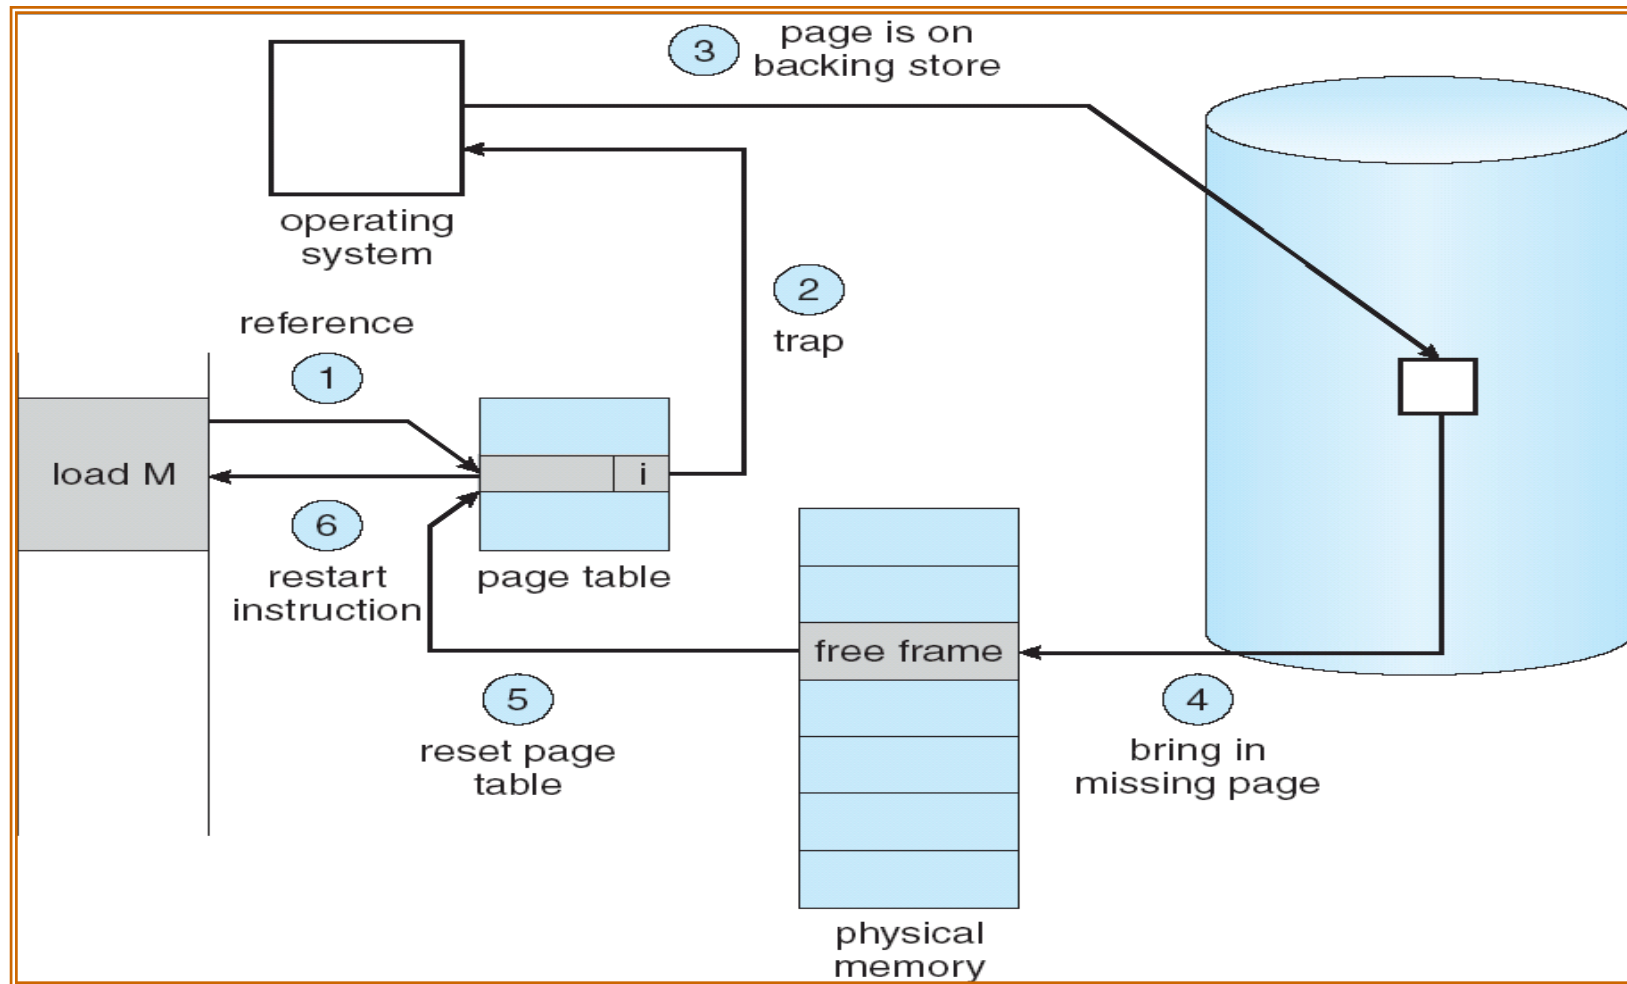 3
page is on
backing store
operating
system
2
trap
reference
1
load M
i
6
restart
instruction
page table
free frame
5
reset page
table
4
bring in
missing page
physical
memory